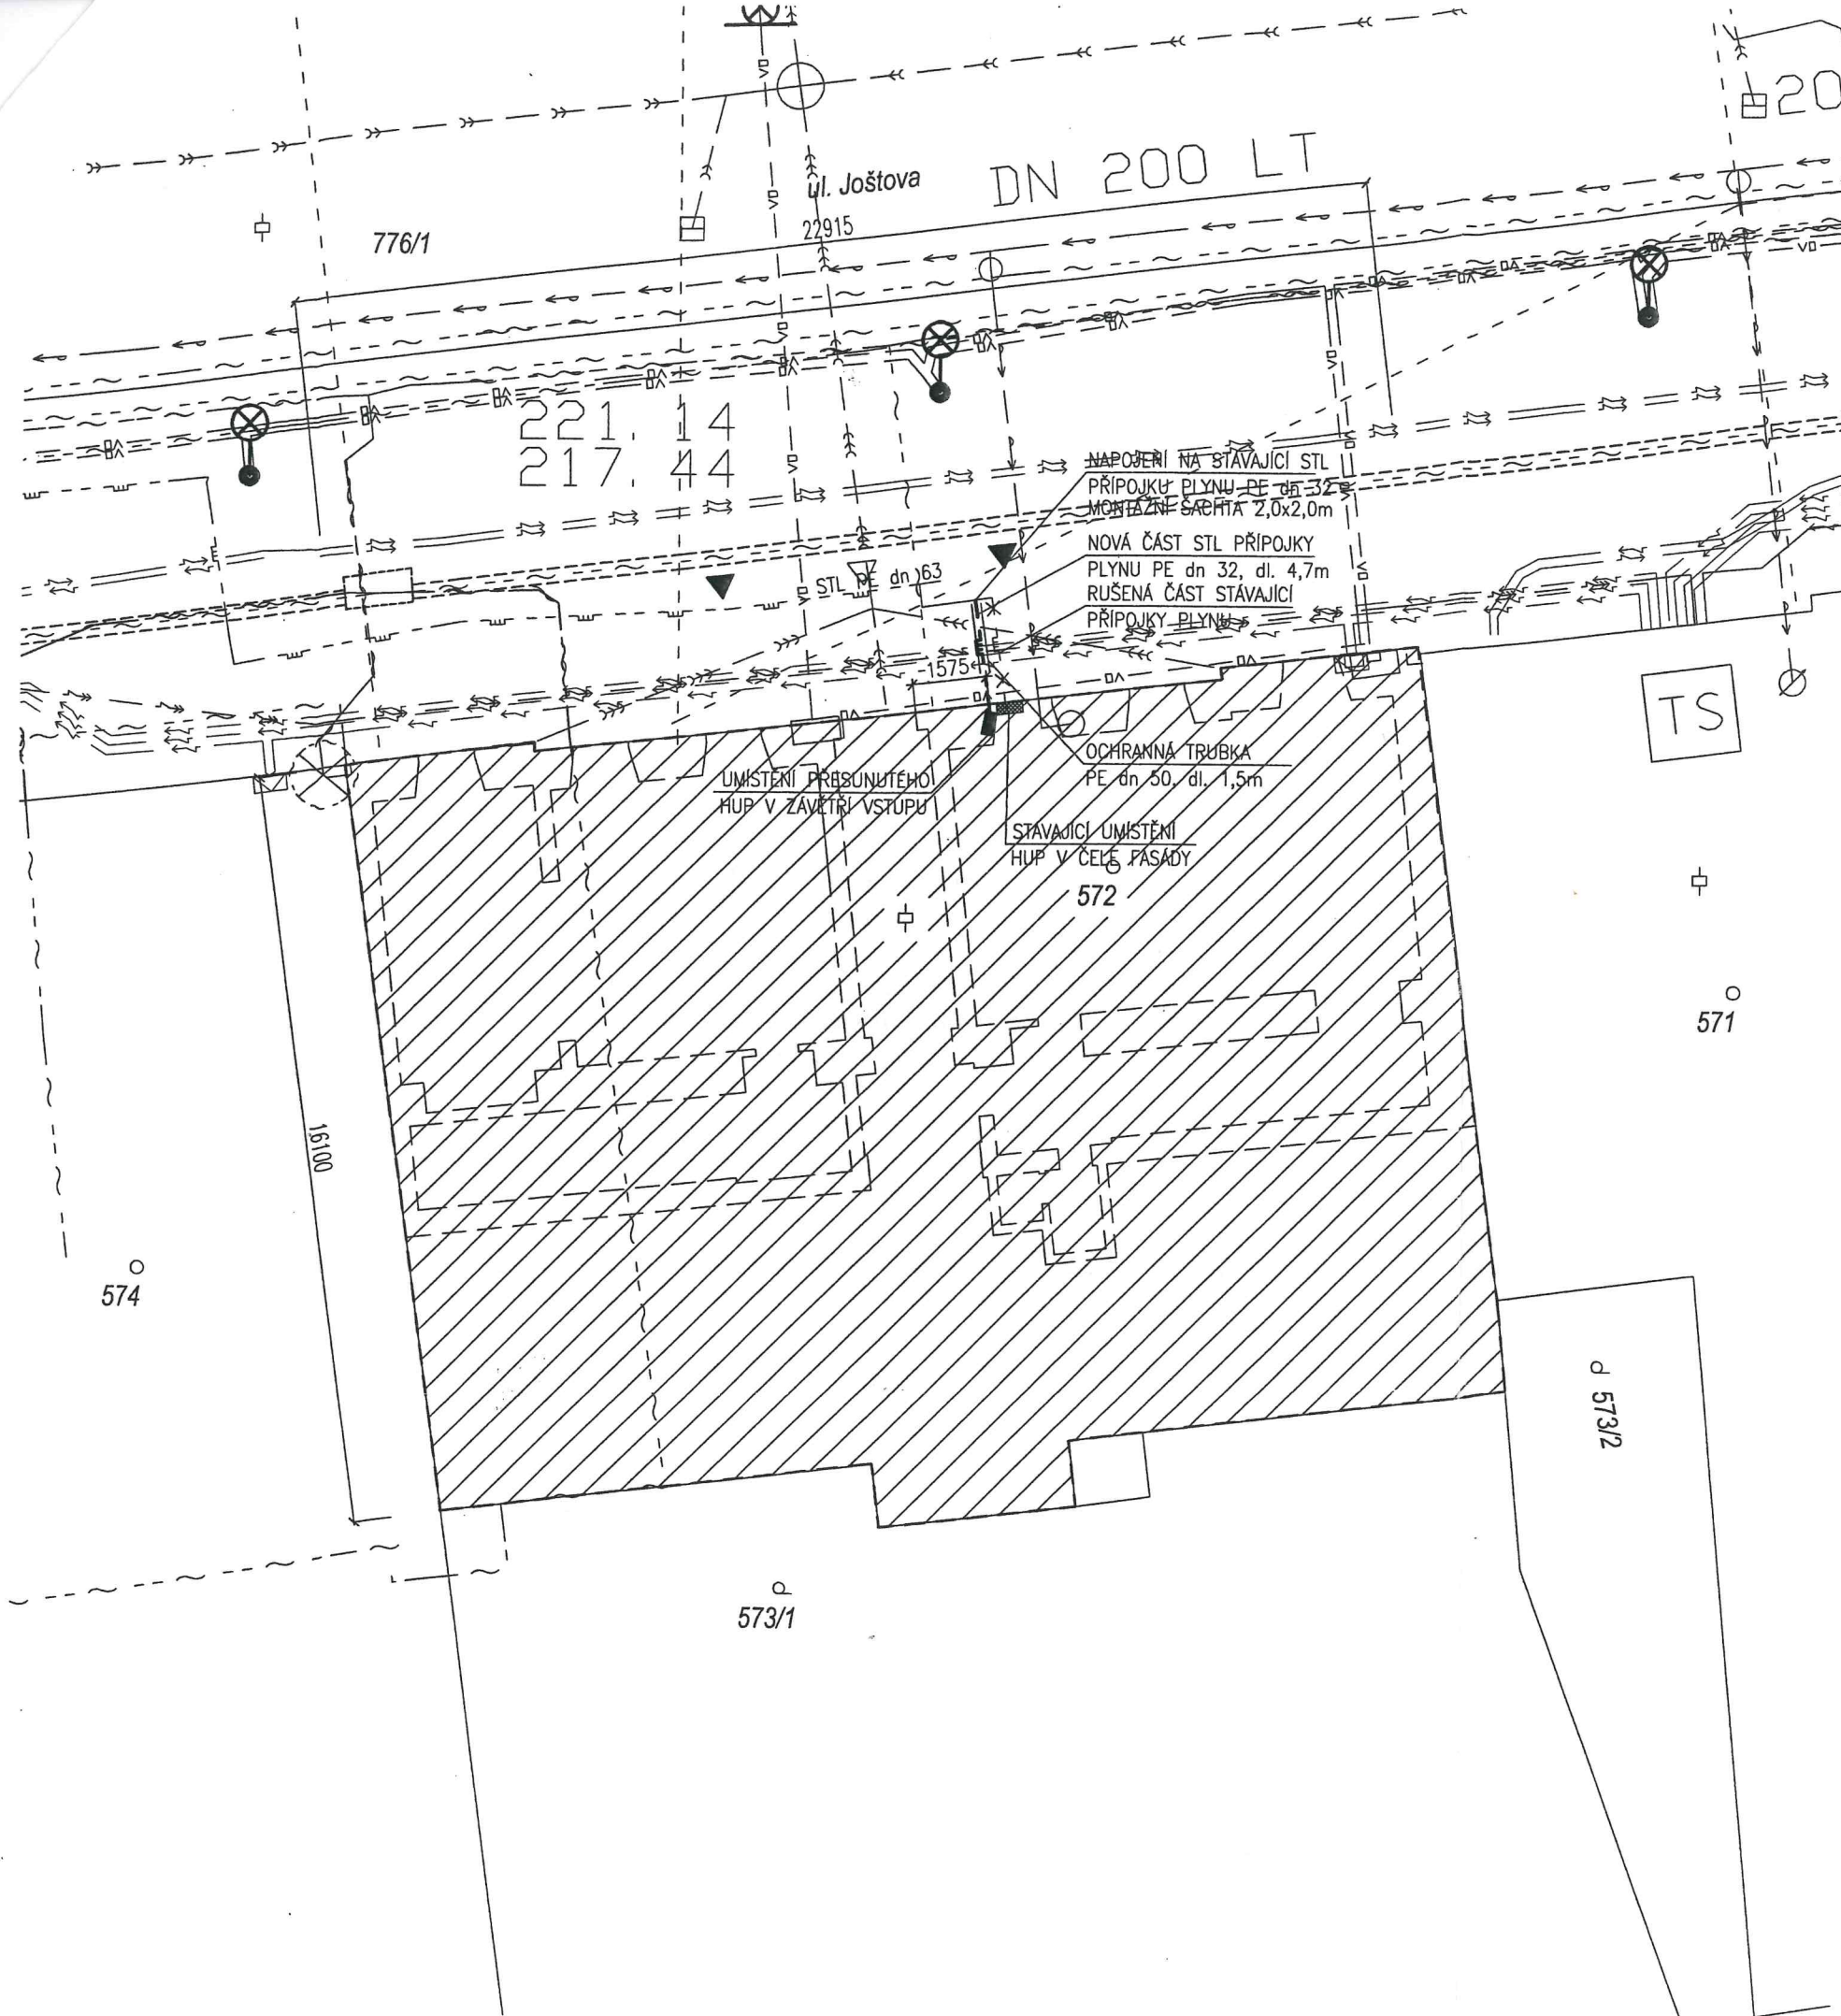 20
DN 200 LT
ul. Joštova
22915
776/1
221. 14
217. 44
NAPOJENÍ NA STÁVAJÍCÍ STL
PŘÍPOJKU PLYNU PE dn 32
MONTÁŽNÍ ŠACHTA 2,0x2,0m
NOVÁ ČÁST STL PŘÍPOJKY
PLYNU PE dn 32, dl. 4,7m
RUŠENÁ ČÁST STÁVAJÍCÍ
PŘÍPOJKY PLYNU
STL PE dn 63
1575
TS
OCHRANNÁ TRUBKA
PE dn 50, dl. 1,5m
UMÍSTĚNÍ PŘESUNUTÉHO
HUP V ZÁVĚTŘÍ VSTUPU
STAVAJÍCÍ UMÍSTĚNÍ
HUP V ČELE FASÁDY
572
571
16100
574
573/2
573/1